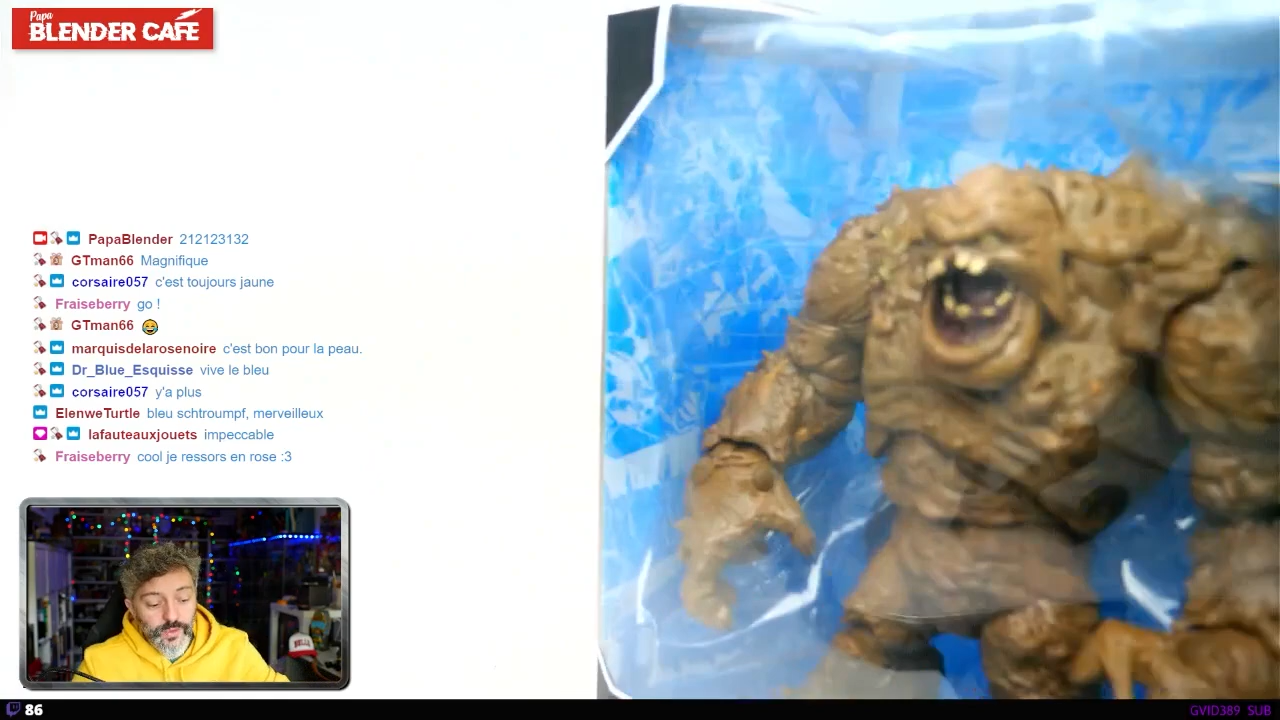 Papa
BLENDER CAFÉ
PapaBlender 212123132
GTman66 Magnifique
corsaire057 c'est toujours jaune
Fraiseberry go !
GTman66 😂
marquisdelarosenoire c'est bon pour la peau.
Dr_Blue_Esquisse vive le bleu
corsaire057 y'a plus
ElenweTurtle bleu schtroumpf, merveilleux
lafauteauxjouets impeccable
Fraiseberry cool je ressors en rose :3
86
GVID389 SUB